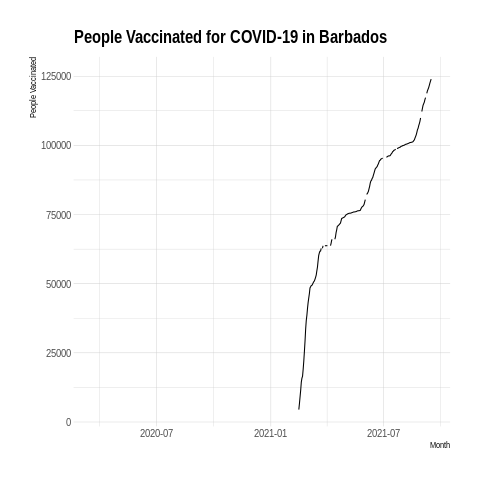 People Vaccinated for COVID-19 in Barbados
People Vaccinated
125000
100000
75000
50000
25000
0
2020-07 2021-01 2021-07
Month